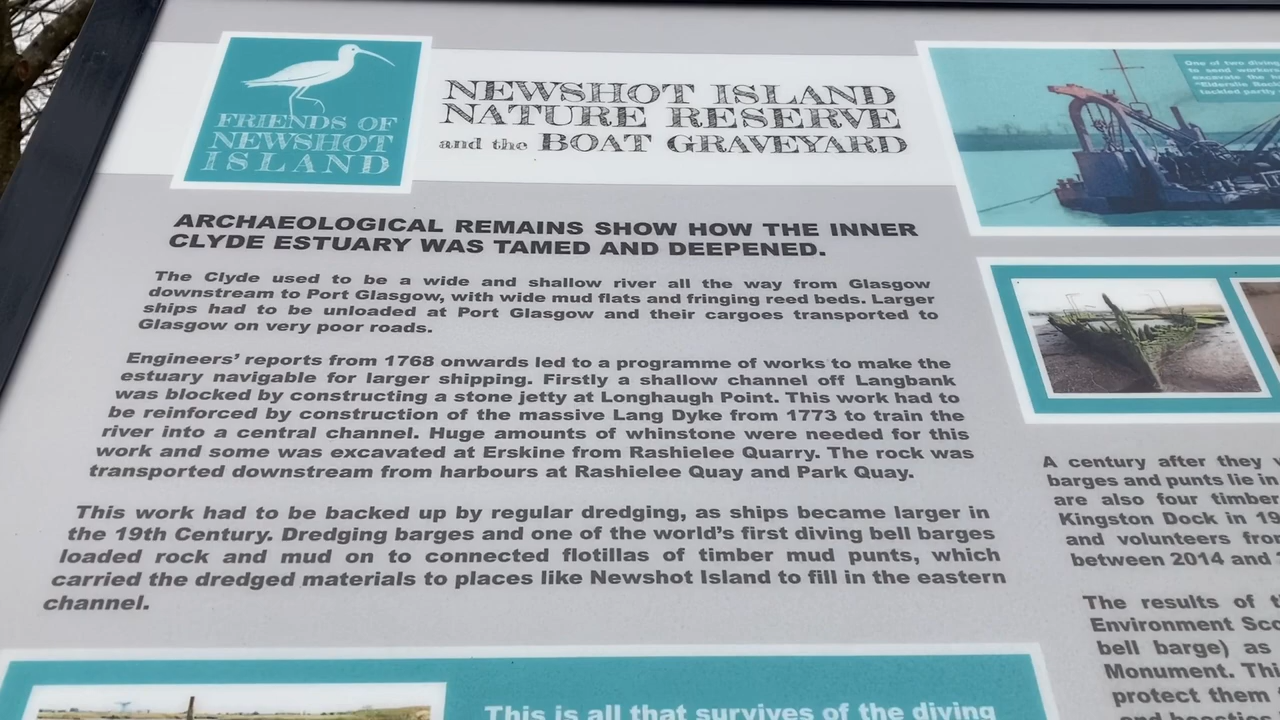 FRIENDS OF
NEWSHOT
ISLAND
NEWSHOT ISLAND
NATURE RESERVE
and the BOAT GRAVEYARD
ARCHAEOLOGICAL REMAINS SHOW HOW THE INNER
CLYDE ESTUARY WAS TAMED AND DEEPENED.
The Clyde used to be a wide and shallow river all the way from Glasgow
downstream to Port Glasgow, with wide mud flats and fringing reed beds. Larger
ships had to be unloaded at Port Glasgow and their cargoes transported to
Glasgow on very poor roads.
Engineers' reports from 1768 onwards led to a programme of works to make the
estuary navigable for larger shipping. Firstly a shallow channel off Langbank
was blocked by constructing a stone jetty at Longhaugh Point. This work had to
be reinforced by construction of the massive Lang Dyke from 1773 to train the
river into a central channel. Huge amounts of whinstone were needed for this
work and some was excavated at Erskine from Rashielee Quarry. The rock was
transported downstream from harbours at Rashielee Quay and Park Quay.
This work had to be backed up by regular dredging, as ships became larger in
the 19th Century. Dredging barges and one of the world's first diving bell barges
loaded rock and mud on to connected flotillas of timber mud punts, which
carried the dredged materials to places like Newshot Island to fill in the eastern
channel.
This is all that survives of the diving
One of two diving
to send workers
excavate the
tackled partly
A century after they
barges and punts lie in
are also four timber
Kingston Dock in 19
and volunteers
between 2014 and
The results of
Environment
bell barge) as
Monument.
protect them